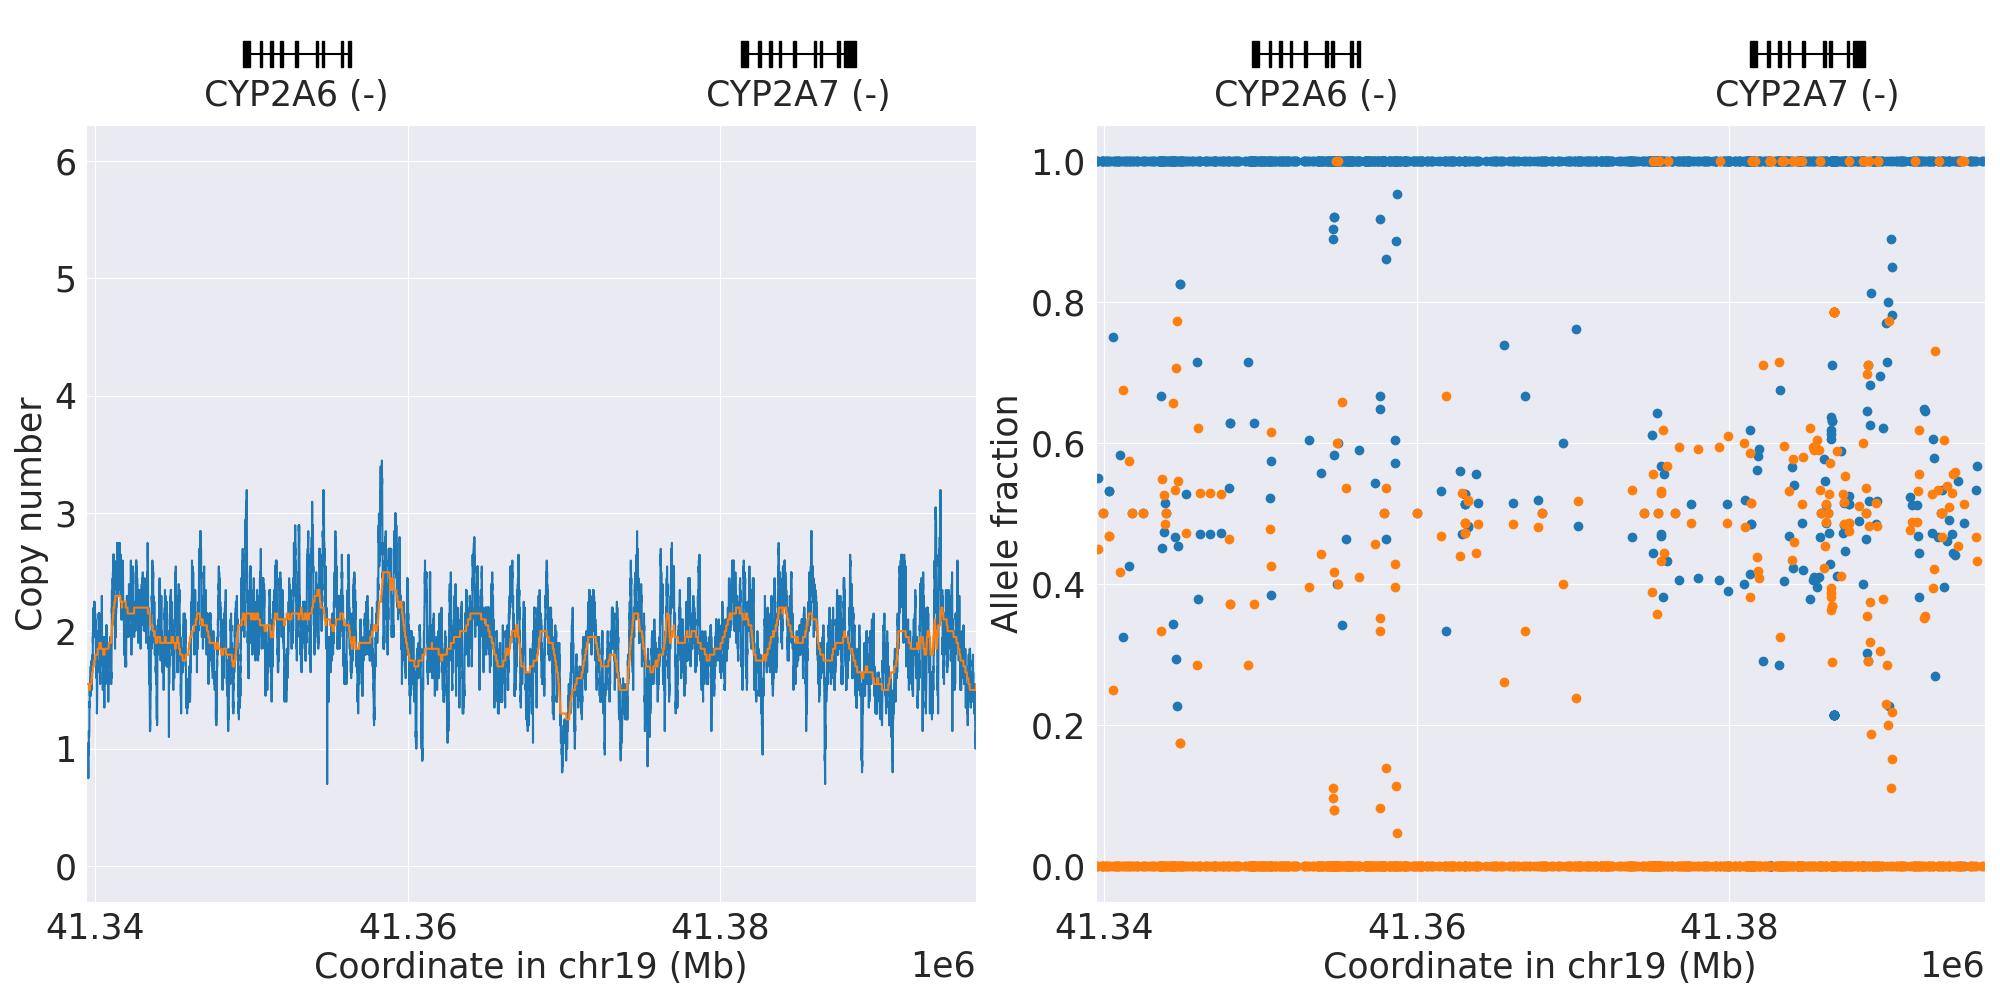 CYP2A6 (-) CYP2A7 (-)
Copy number
6
5
4
3
2
1
0
41.34 41.36 41.38
Coordinate in chr19 (Mb)
1e6
CYP2A6 (-) CYP2A7 (-)
Allele fraction
1.0
0.8
0.6
0.4
0.2
0.0
41.34 41.36 41.38
Coordinate in chr19 (Mb)
1e6